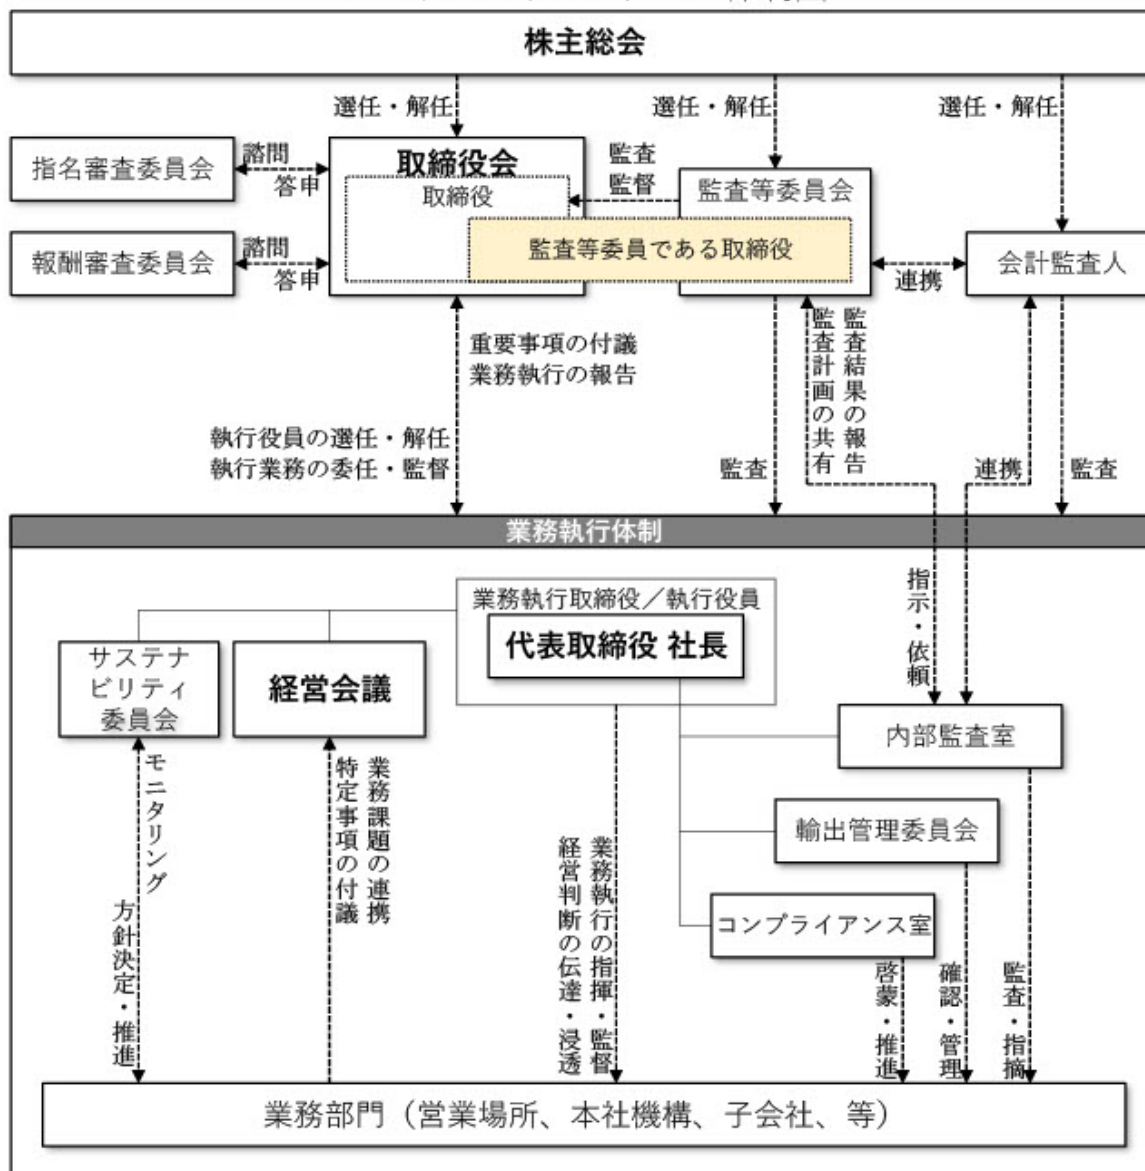 株主総会
選任・解任
選任・解任
選任・解任
指名審査委員会
諮問
答申
取締役会
取締役
監査
監督
監査等委員会
監査等委員である取締役
報酬審査委員会
諮問
答申
連携
会計監査人
重要事項の付議
業務執行の報告
執行役員の選任・解任
執行業務の委任・監督
監査
監査結果の報告
監査計画の共有
連携
監査
業務執行体制
業務執行取締役／執行役員
代表取締役 社長
サステナ
ビリティ
委員会
経営会議
指示・依頼
内部監査室
輸出管理委員会
コンプライアンス室
モニタリング
方針決定・推進
業務課題の連携
特定事項の付議
業務執行の指揮・監督
経営判断の伝達・浸透
啓蒙・推進
確認・管理
監査・指摘
業務部門（営業場所、本社機構、子会社、等）